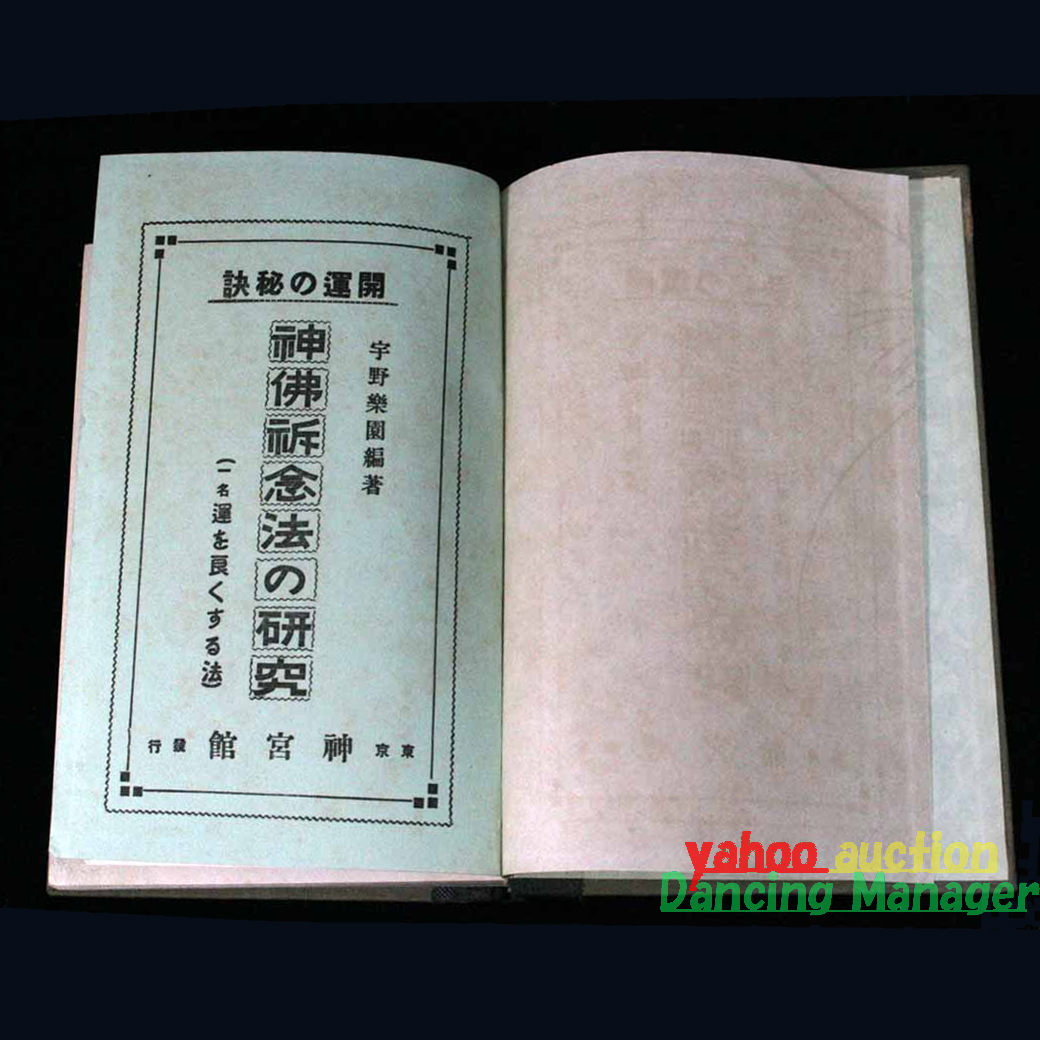 開運の秘訣
宇野樂園編著
神佛祈念法の研究
(一名運を良くする法)
東京 神宮館 發行
yahoo auction
Dancing Manager